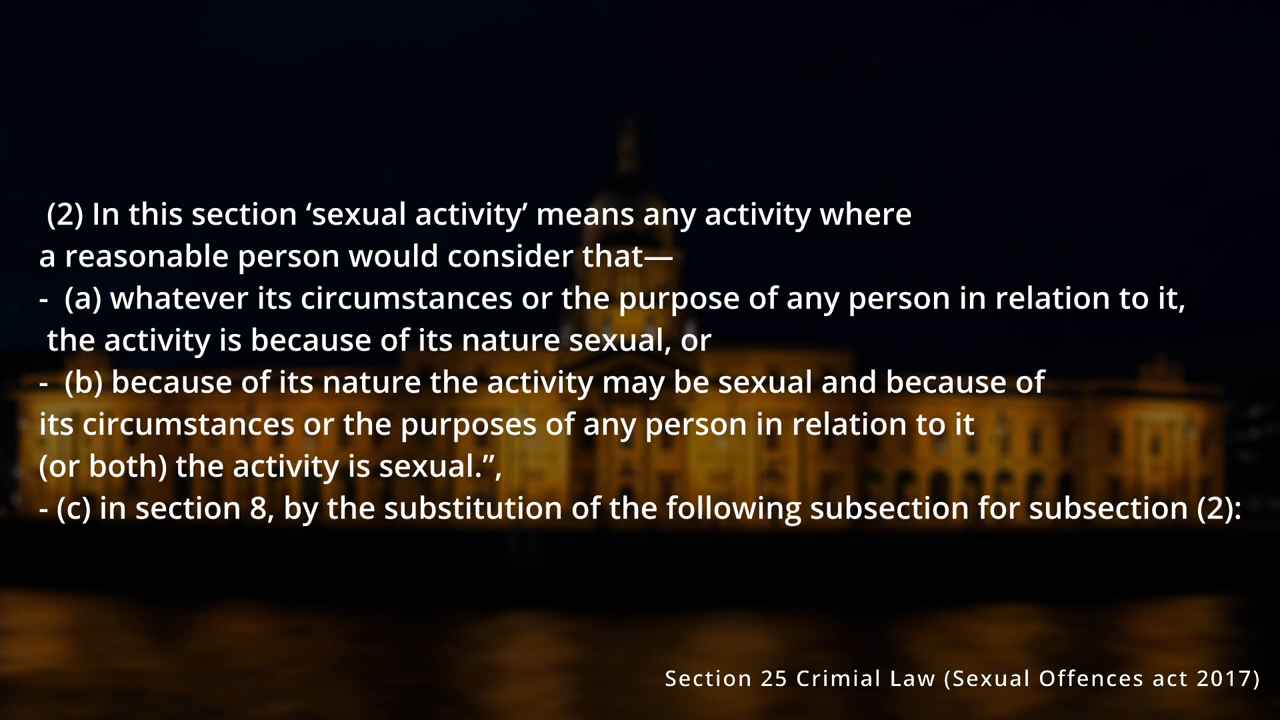 (2) In this section ‘sexual activity’ means any activity where
a reasonable person would consider that—
-  (a) whatever its circumstances or the purpose of any person in relation to it,
the activity is because of its nature sexual, or
-  (b) because of its nature the activity may be sexual and because of
its circumstances or the purposes of any person in relation to it
(or both) the activity is sexual.”,
- (c) in section 8, by the substitution of the following subsection for subsection (2):
Section 25 Crimial Law (Sexual Offences act 2017)